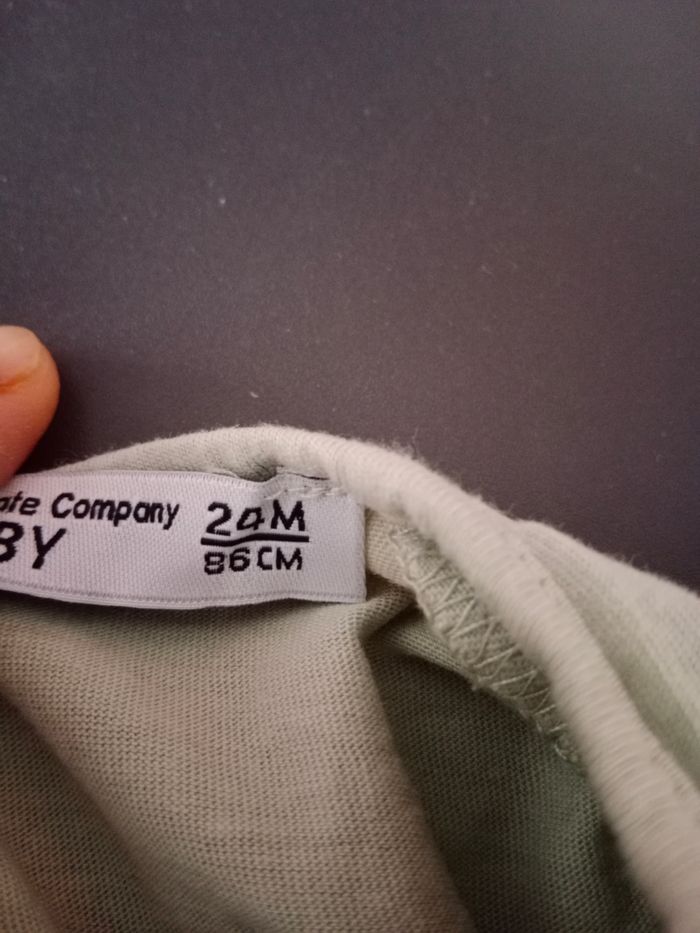 ate Company 24M
BY 86CM